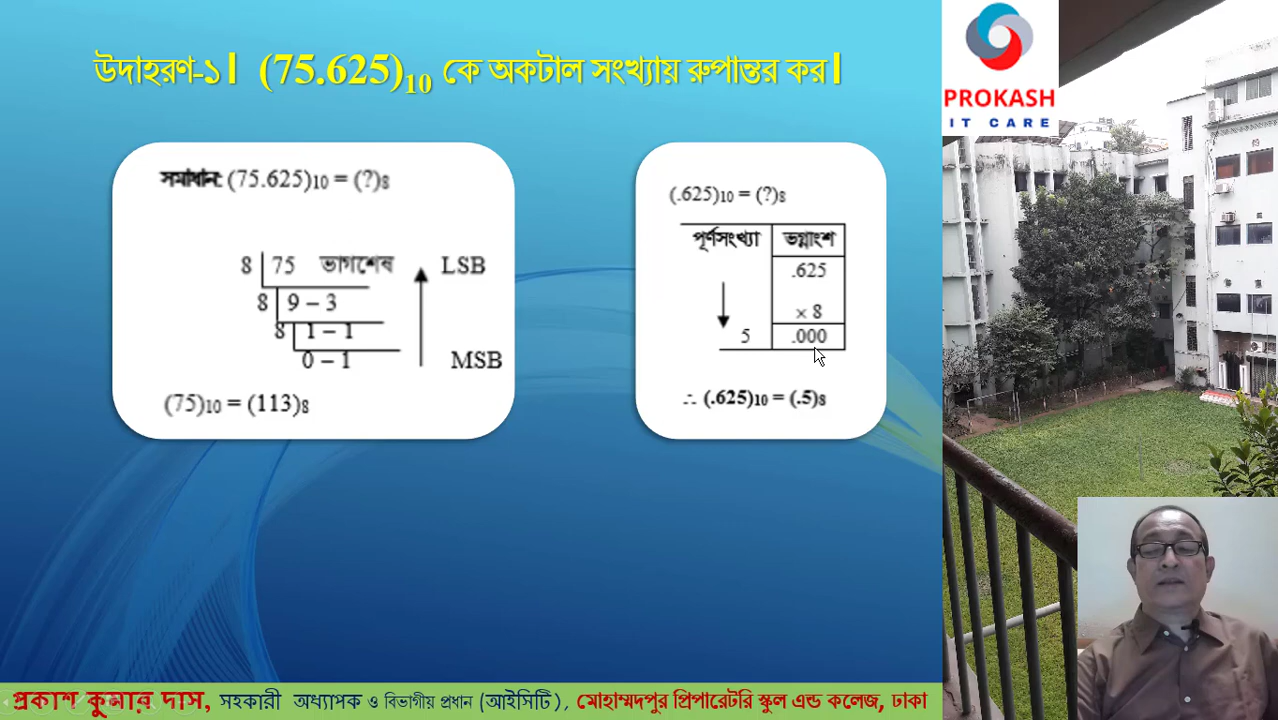 উদাহরণ-১। (75.625)10 কে অকটাল সংখ্যায় রুপান্তর কর।
সমাধান: (75.625)10 = (?)8
8 75 ভাগশেষ LSB
8 9 – 3
8 1 – 1
0 – 1 MSB
(75)10 = (113)8
(.625)10 = (?)8
পূর্ণসংখ্যা ভগ্নাংশ
.625
× 8
5 .000
∴ (.625)10 = (.5)8
PROKASH
IT CARE
প্রকাশ কুমার দাস, সহকারী অধ্যাপক ও বিভাগীয় প্রধান (আইসিটি), মোহাম্মদপুর প্রিপারেটরি স্কুল এন্ড কলেজ, ঢাকা